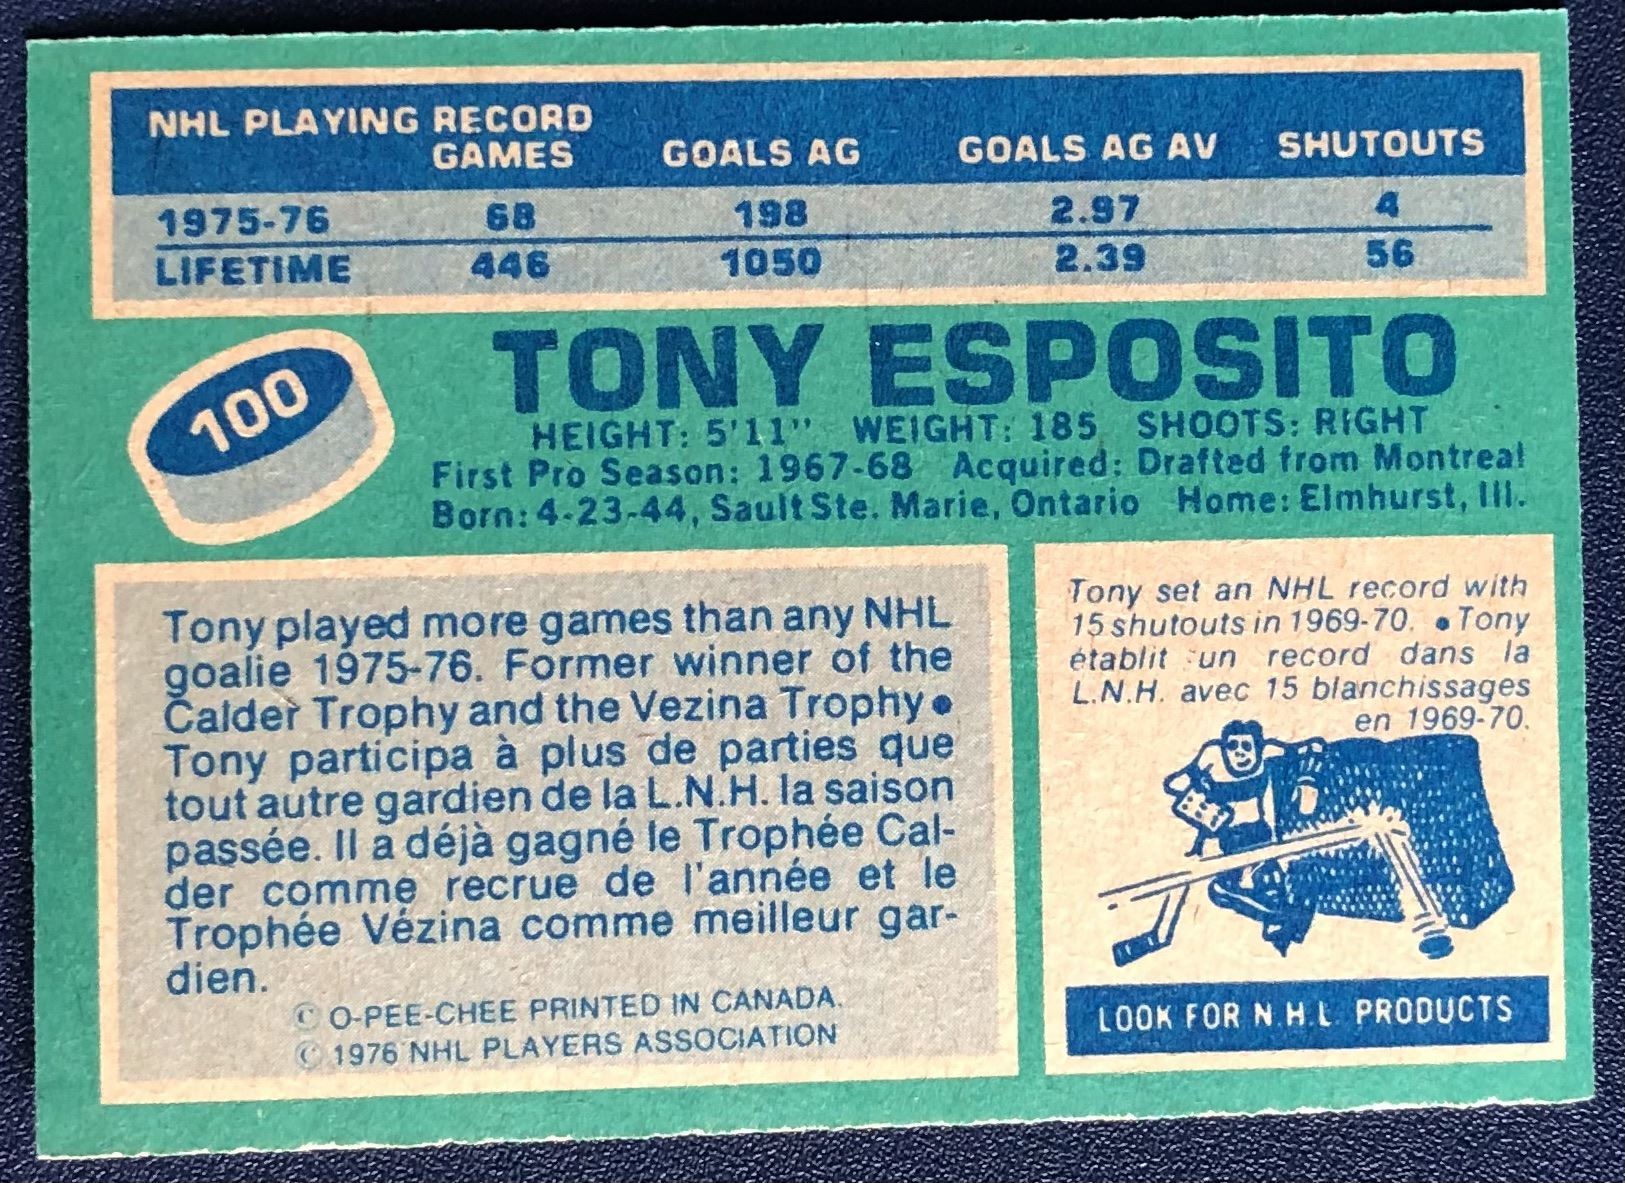 NHL PLAYING RECORD
GAMES GOALS AG GOALS AG AV SHUTOUTS
1975-76 68 198 2.97 4
LIFETIME 446 1050 2.39 56
100
TONY ESPOSITO
HEIGHT: 5'11" WEIGHT: 185 SHOOTS: RIGHT
First Pro Season: 1967-68 Acquired: Drafted from Montreal
Born: 4-23-44, Sault Ste. Marie, Ontario Home: Elmhurst, Ill.
Tony played more games than any NHL
goalie 1975-76. Former winner of the
Calder Trophy and the Vezina Trophy •
Tony participa à plus de parties que
tout autre gardien de la L.N.H. la saison
passée. Il a déjà gagné le Trophée Cal-
der comme recrue de l'année et le
Trophée Vézina comme meilleur gar-
dien.
© O-PEE-CHEE PRINTED IN CANADA.
© 1976 NHL PLAYERS ASSOCIATION
Tony set an NHL record with
15 shutouts in 1969-70. • Tony
établit un record dans la
L.N.H. avec 15 blanchissages
en 1969-70.
LOOK FOR N.H.L. PRODUCTS